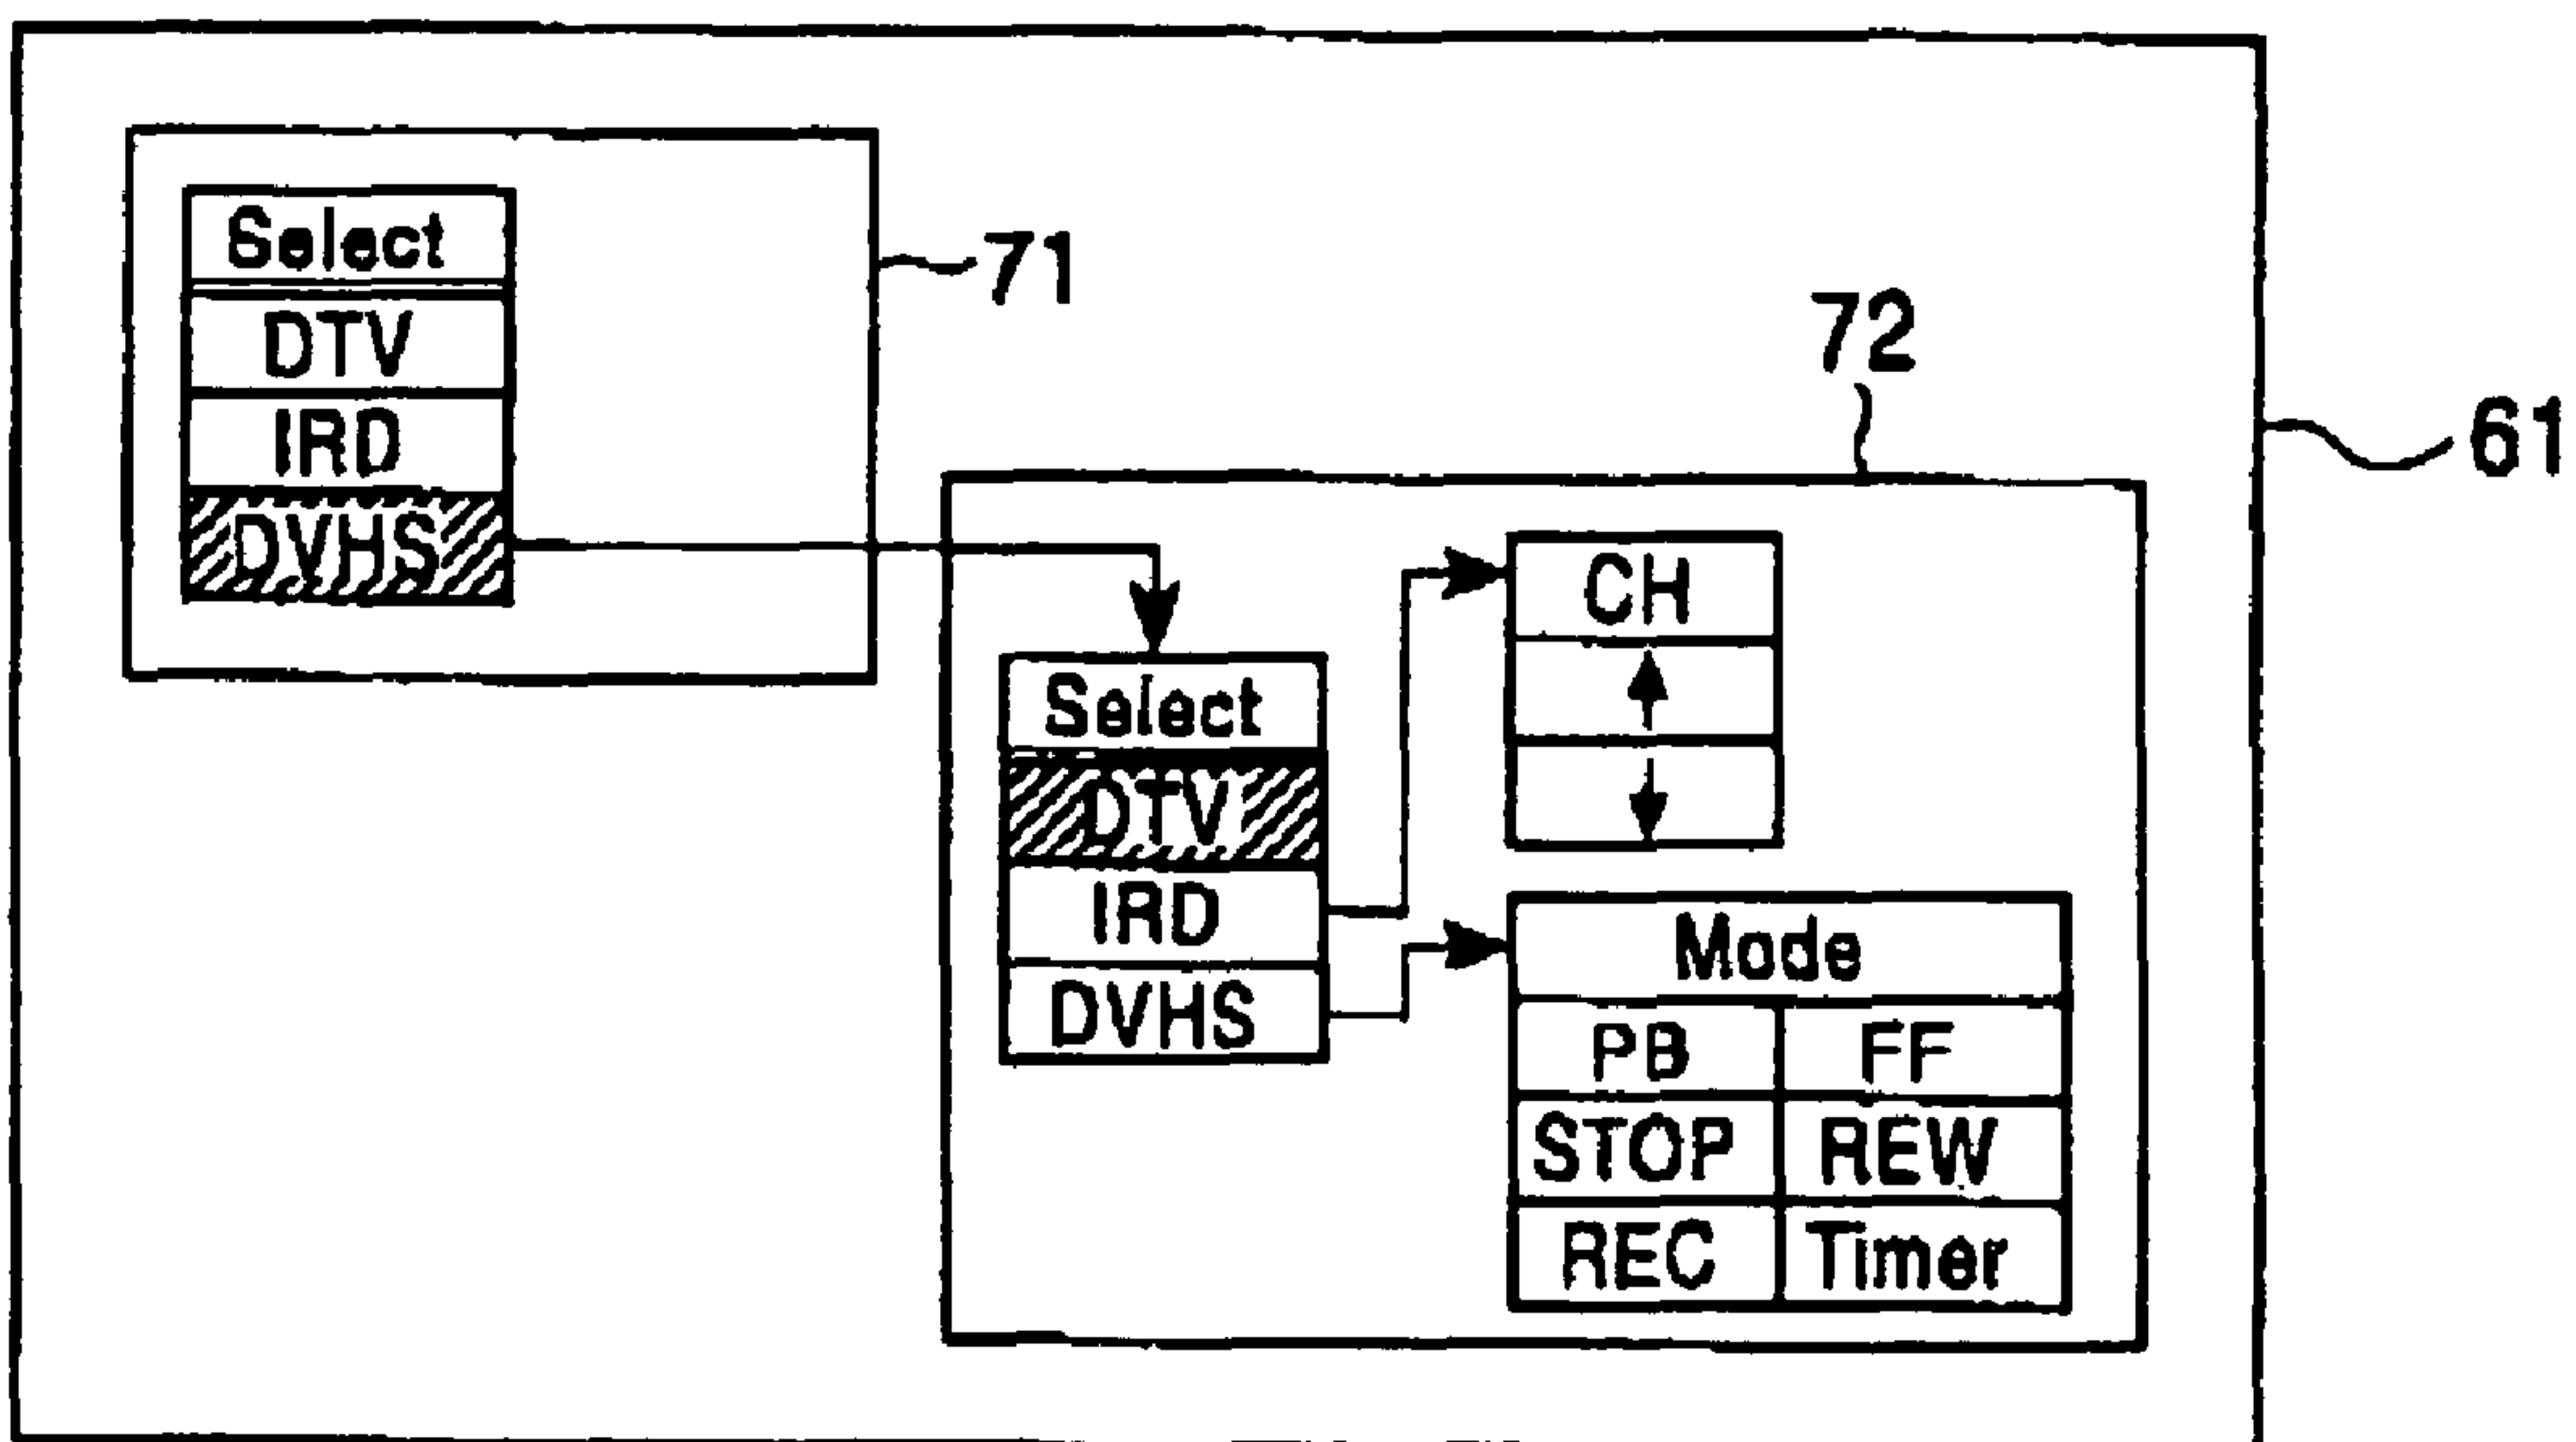 Select
DTV
IRD
DVHS
71
72
61
Select
DTV
IRD
DVHS
CH
Mode
PB FF
STOP REW
REC Timer